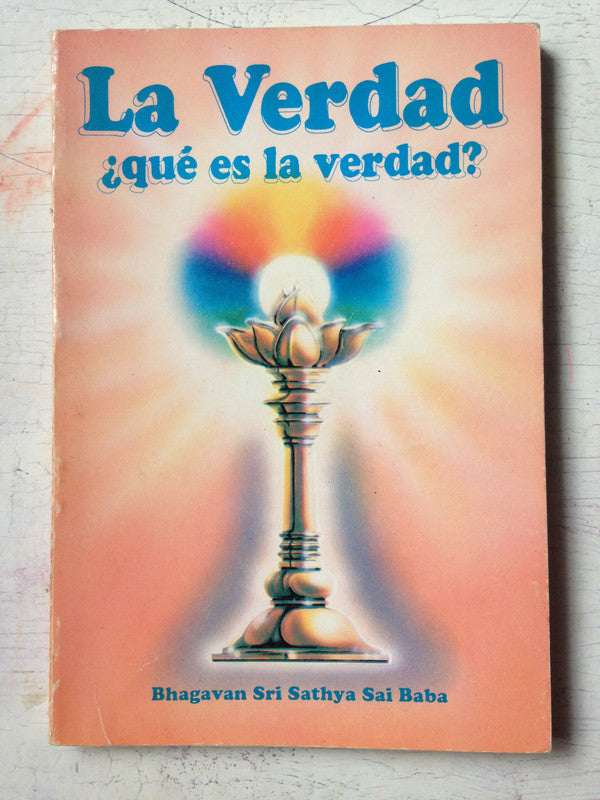 La Verdad
¿qué es la verdad?
Bhagavan Sri Sathya Sai Baba